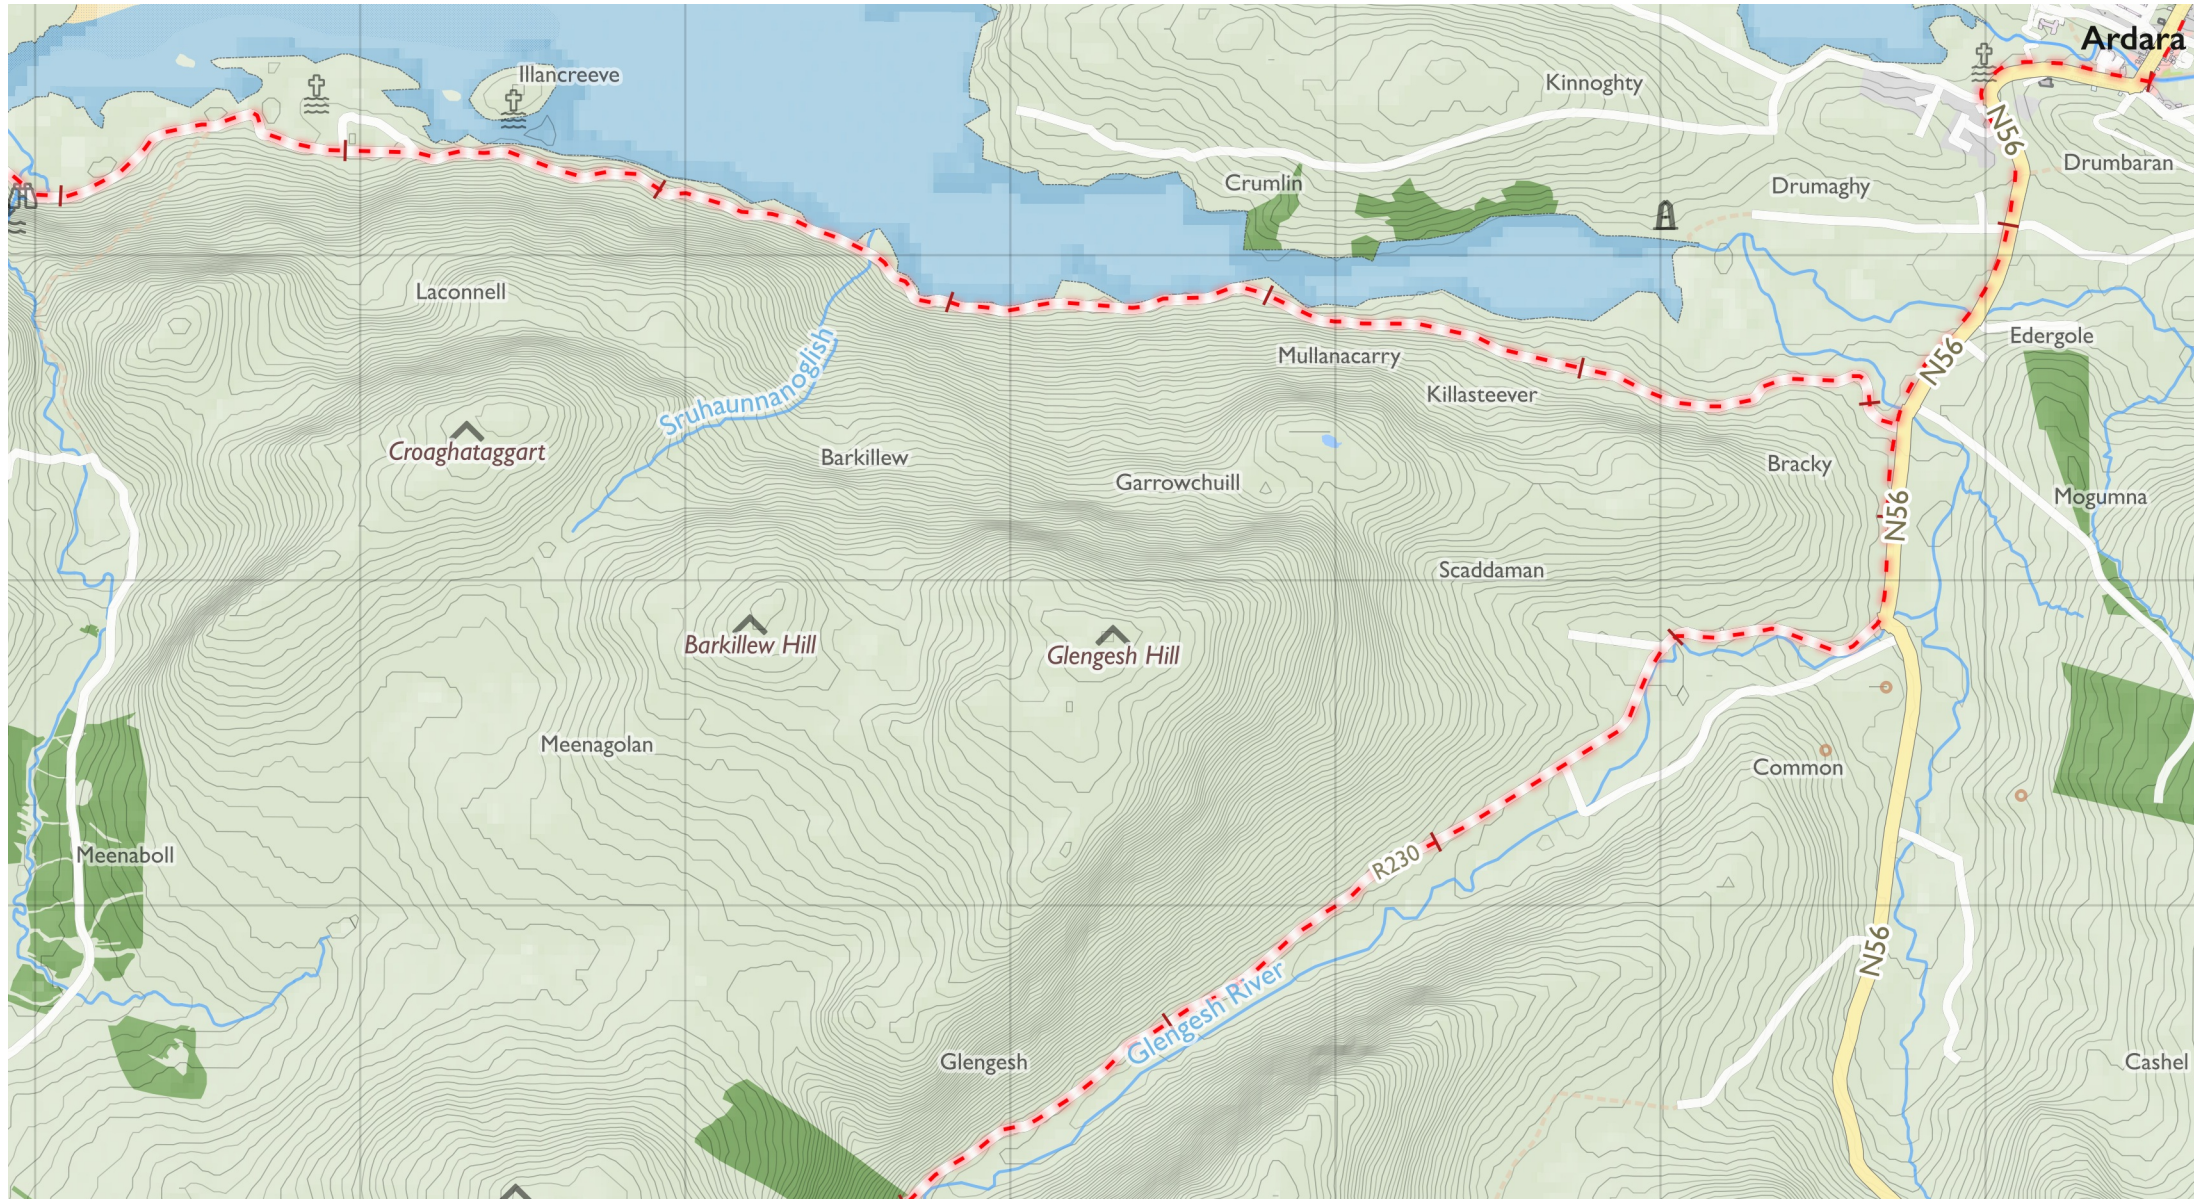 Ardara
Illancreeve
Kinnoghty
N56
Drumbaran
Crumlin
Drumaghy
Laconnell
Edergole
Mullanacarry
N56
Sruhaunnanoglish
Killasteever
Croaghataggart
Barkillew
Bracky
Garrowchuill
Mogumna
N56
Scaddaman
Barkillew Hill
Glengesh Hill
Meenagolan
Common
Meenaboll
R230
N56
Glengesh River
Glengesh
Cashel